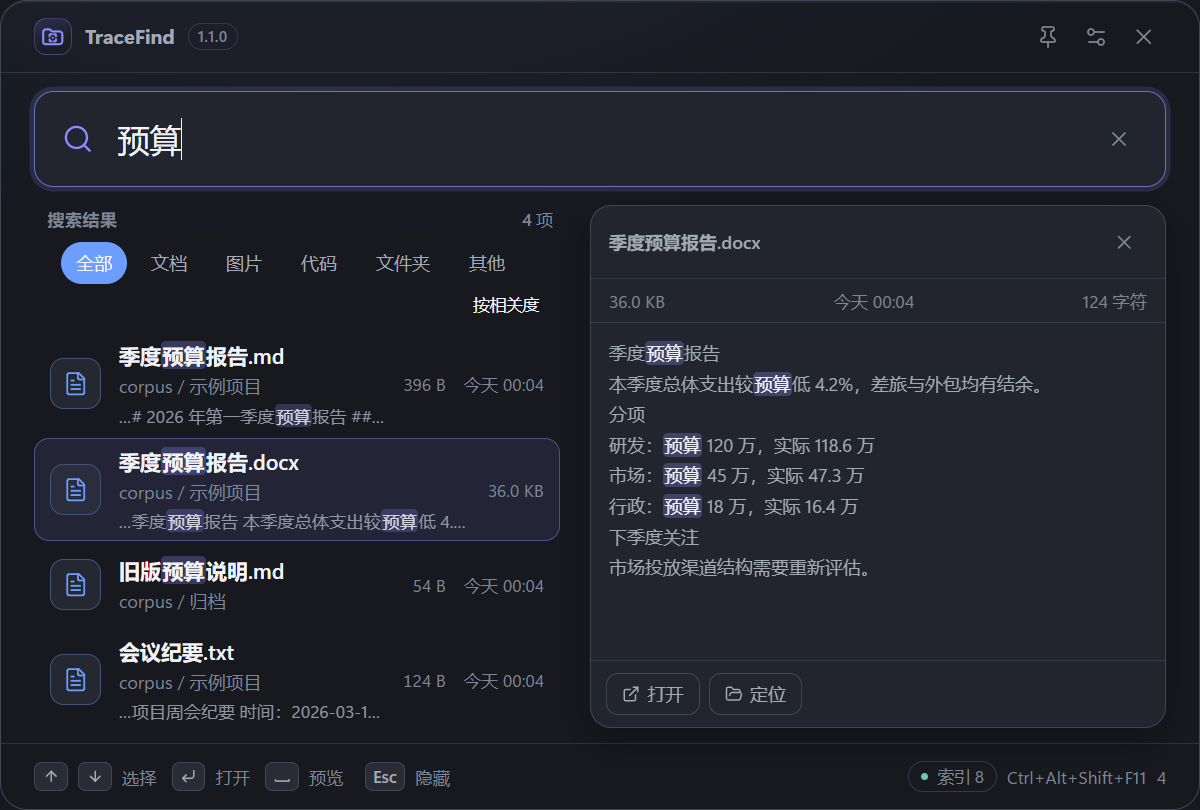 TraceFind 1.1.0
预算
搜索结果 4 项
全部 文档 图片 代码 文件夹 其他
按相关度
季度预算报告.md
corpus / 示例项目 396 B 今天 00:04
...# 2026 年第一季度预算报告 ##...
季度预算报告.docx
corpus / 示例项目 36.0 KB
...季度预算报告 本季度总体支出较预算低 4....
旧版预算说明.md
corpus / 归档 54 B 今天 00:04
会议纪要.txt
corpus / 示例项目 124 B 今天 00:04
...项目周会纪要 时间：2026-03-1...
季度预算报告.docx
36.0 KB 今天 00:04 124 字符
季度预算报告
本季度总体支出较预算低 4.2%，差旅与外包均有结余。
分项
研发：预算 120 万，实际 118.6 万
市场：预算 45 万，实际 47.3 万
行政：预算 18 万，实际 16.4 万
下季度关注
市场投放渠道结构需要重新评估。
打开 定位
选择 打开 预览 Esc 隐藏 索引 8 Ctrl+Alt+Shift+F11 4